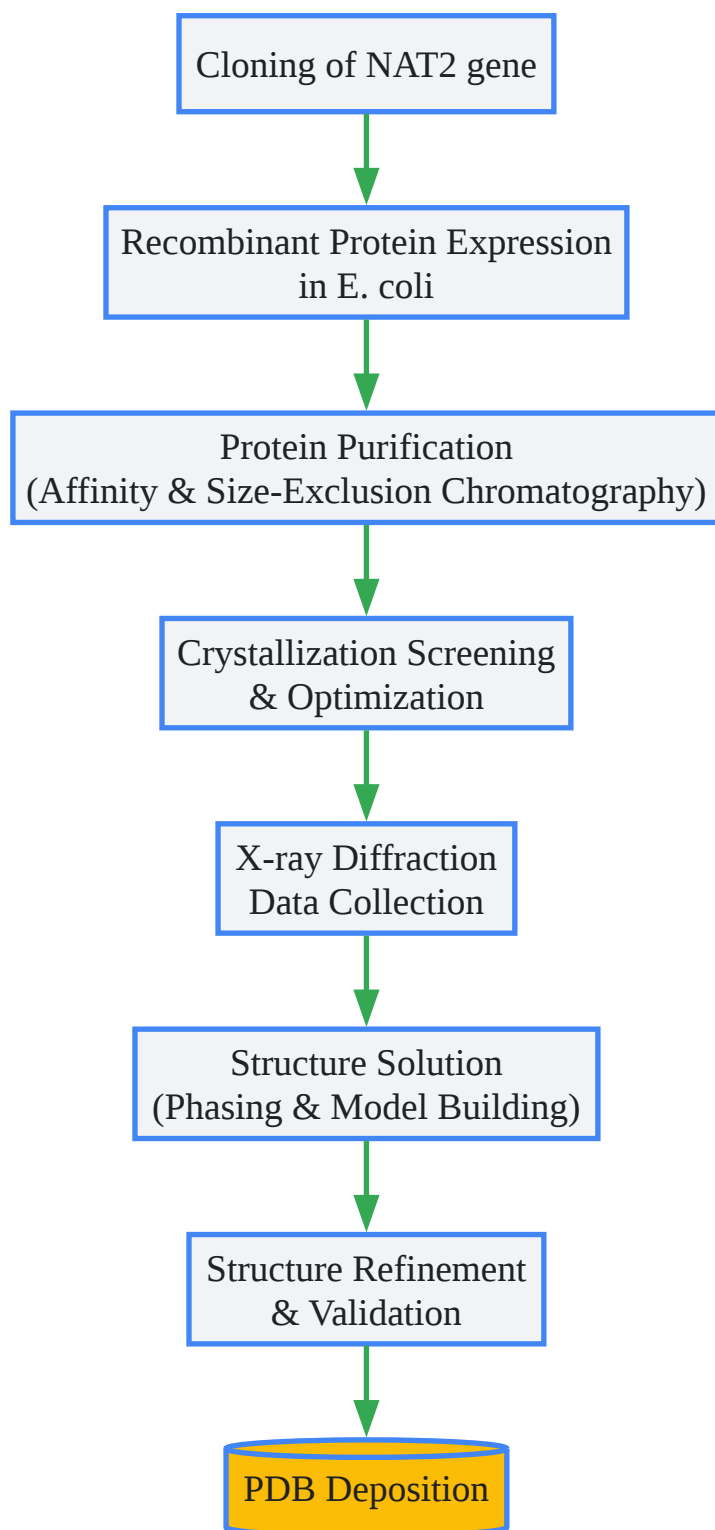 Cloning of NAT2 gene
Recombinant Protein Expression
in E. coli
Protein Purification
(Affinity & Size-Exclusion Chromatography)
Crystallization Screening
& Optimization
X-ray Diffraction
Data Collection
Structure Solution
(Phasing & Model Building)
Structure Refinement
& Validation
PDB Deposition